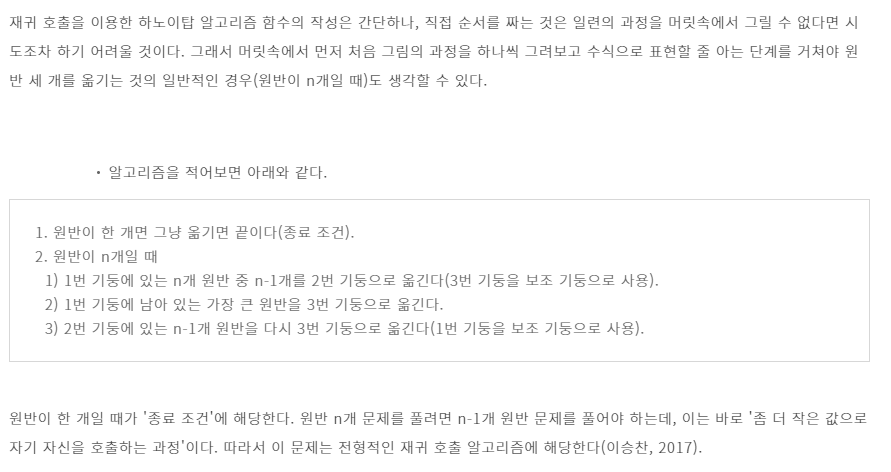 재귀 호출을 이용한 하노이탑 알고리즘 함수의 작성은 간단하나, 직접 순서를 짜는 것은 일련의 과정을 머릿속에서 그릴 수 없다면 시
도조차 하기 어려울 것이다. 그래서 머릿속에서 먼저 처음 그림의 과정을 하나씩 그려보고 수식으로 표현할 줄 아는 단계를 거쳐야 원
반 세 개를 옮기는 것의 일반적인 경우(원반이 n개일 때)도 생각할 수 있다.
• 알고리즘을 적어보면 아래와 같다.
1. 원반이 한 개면 그냥 옮기면 끝이다(종료 조건).
2. 원반이 n개일 때
1) 1번 기둥에 있는 n개 원반 중 n-1개를 2번 기둥으로 옮긴다(3번 기둥을 보조 기둥으로 사용).
2) 1번 기둥에 남아 있는 가장 큰 원반을 3번 기둥으로 옮긴다.
3) 2번 기둥에 있는 n-1개 원반을 다시 3번 기둥으로 옮긴다(1번 기둥을 보조 기둥으로 사용).
원반이 한 개일 때가 '종료 조건'에 해당한다. 원반 n개 문제를 풀려면 n-1개 원반 문제를 풀어야 하는데, 이는 바로 '좀 더 작은 값으로
자기 자신을 호출하는 과정'이다. 따라서 이 문제는 전형적인 재귀 호출 알고리즘에 해당한다(이승찬, 2017).